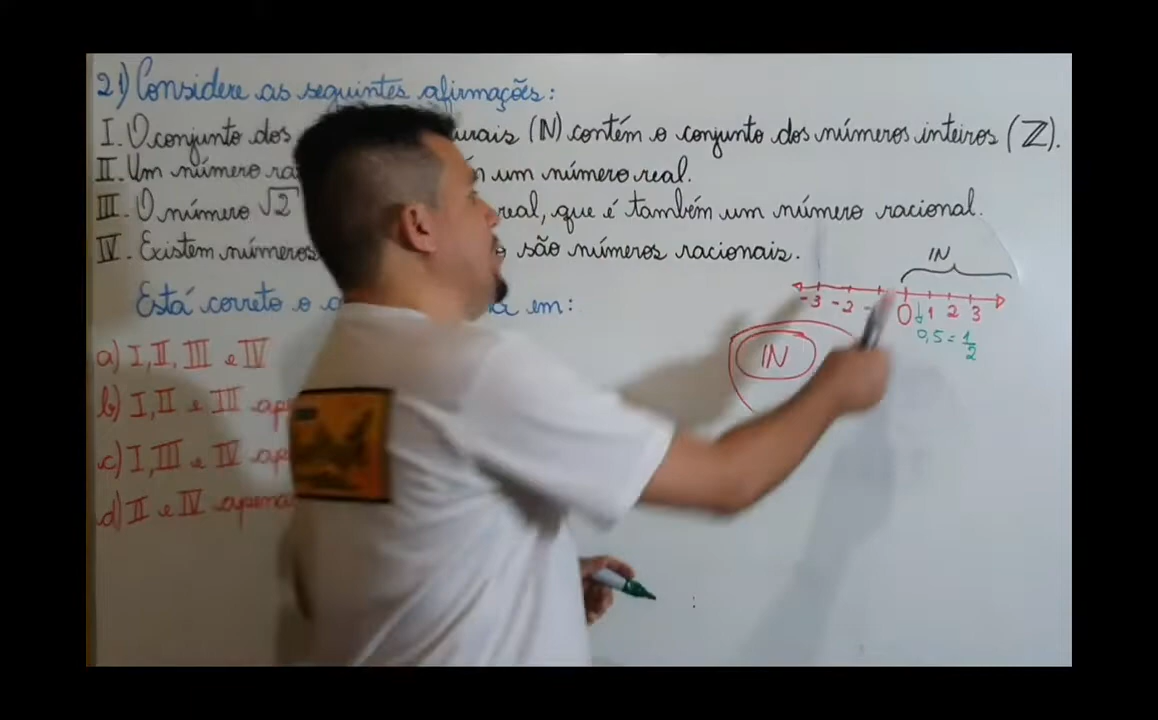 21) Considere as seguintes afirmações:
I. O conjunto dos (N) contém o conjunto dos números inteiros (Z).
II. Um número um número real.
III. O número √2 real, que é também um número racional.
IV. Existem números são números racionais.
IN
-3 -2 0 1 2 3
0,5 = 1/2
Está correto o em:
IN
a) I, II, III e IV
b) I, II e III
c) I, III e IV
d) II e IV